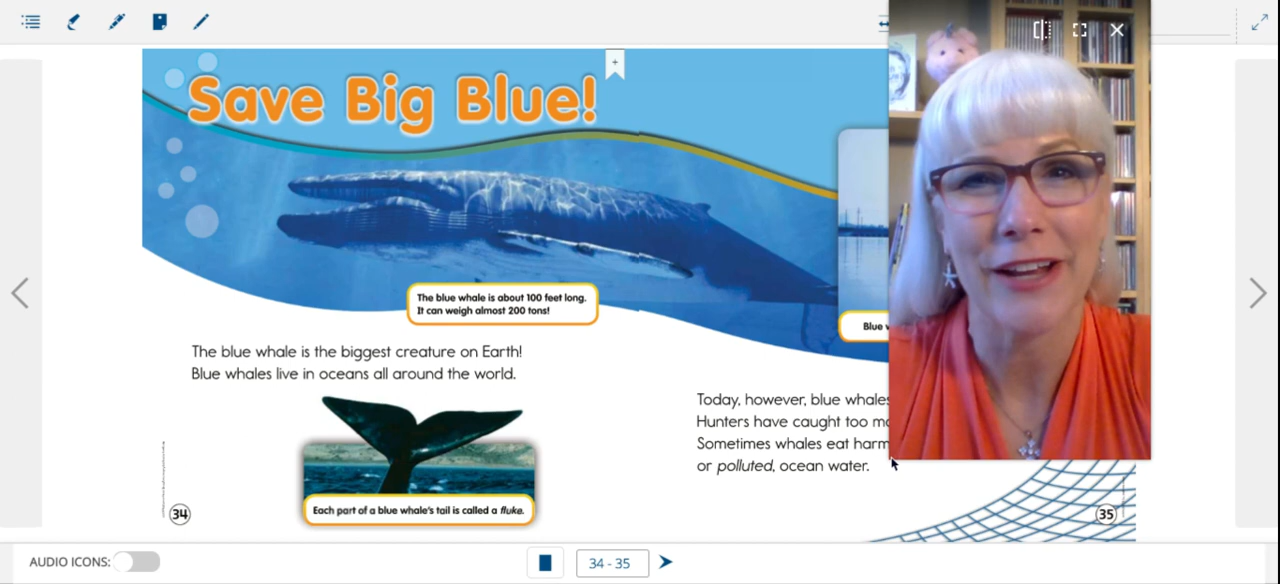 Save Big Blue!
The blue whale is about 100 feet long.
It can weigh almost 200 tons!
Blue
The blue whale is the biggest creature on Earth!
Blue whales live in oceans all around the world.
Each part of a blue whale's tail is called a fluke.
34
Today, however, blue whales
Hunters have caught too
Sometimes whales eat
or polluted, ocean water.
35
AUDIO ICONS:
34 - 35